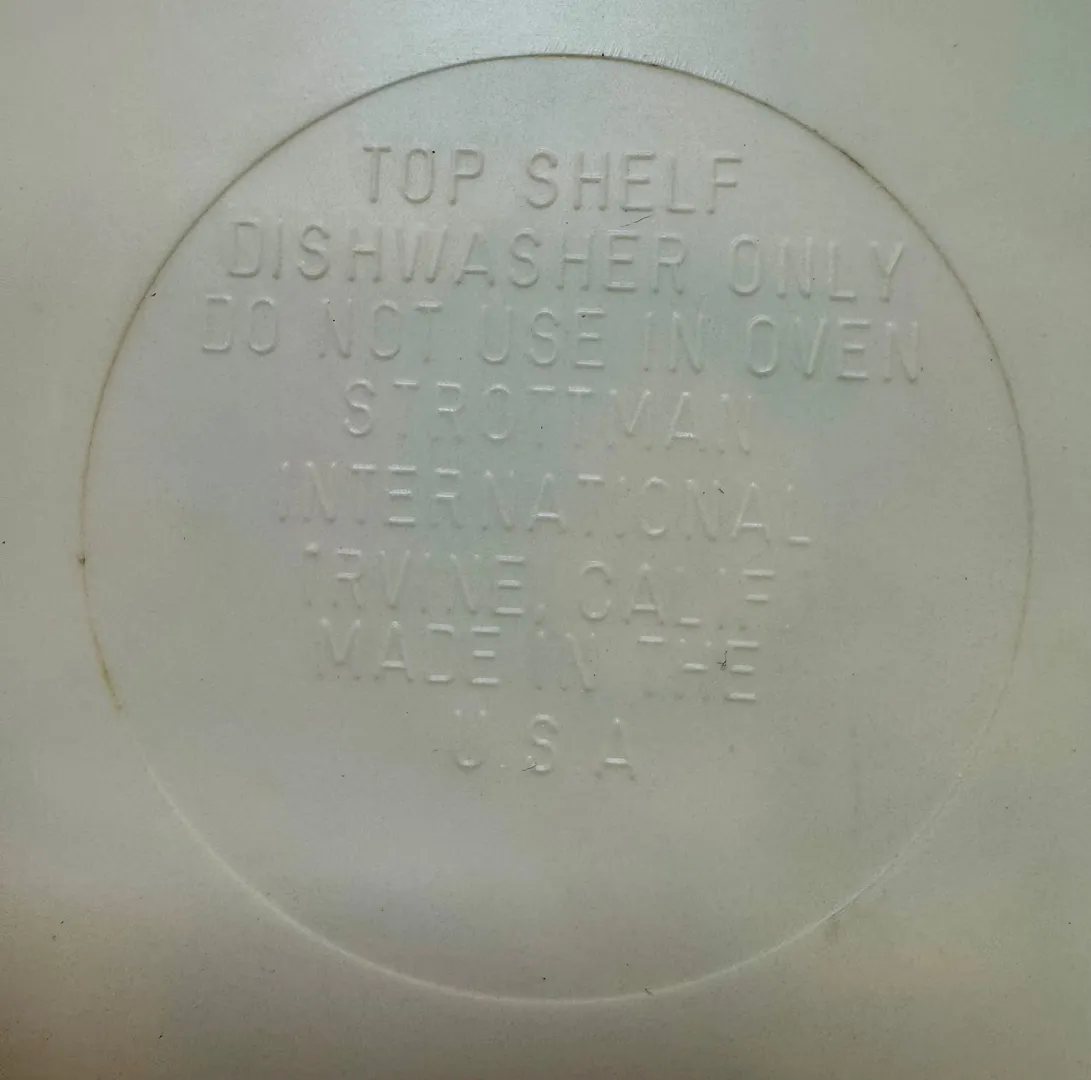 TOP SHELF
DISHWASHER ONLY
DO NOT USE IN OVEN
STROTTMAN
INTERNATIONAL
IRVINE, CALIF.
MADE IN THE
U.S.A